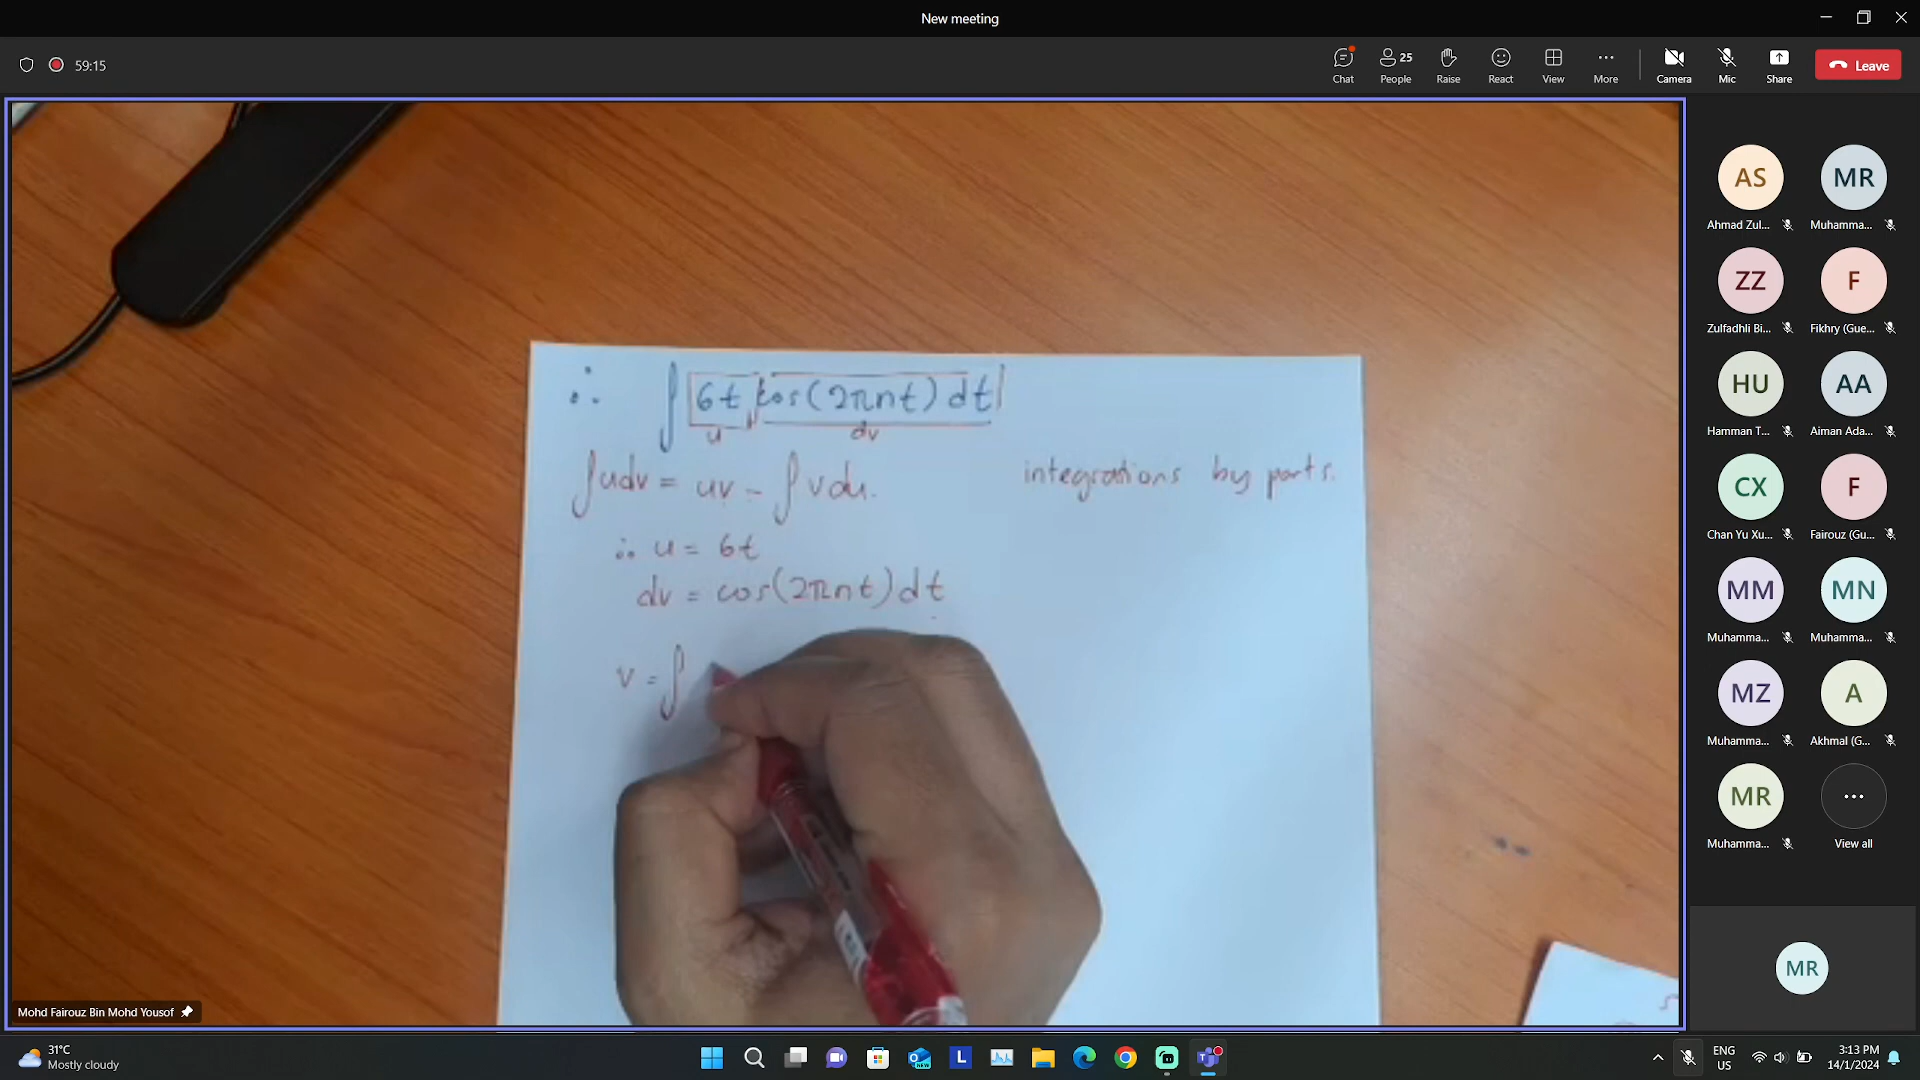 New meeting
59:15
Chat
25
People
Raise
React
View
More
Camera
Mic
Share
Leave
∴ ∫ 6t cos(2πnt) dt
u dv
∫udv = uv - ∫vdu.
integrations by parts.
∴ u = 6t
dv = cos(2πnt)dt
v = ∫
AS
Ahmad Zul...
MR
Muhamma...
ZZ
Zulfadhli Bi...
F
Fikhry (Gue...
HU
Hamman T...
AA
Aiman Ada...
CX
Chan Yu Xu...
F
Fairouz (Gu...
MM
Muhamma...
MN
Muhamma...
MZ
Muhamma...
A
Akhmal (G...
MR
Muhamma...
View all
MR
Mohd Fairouz Bin Mohd Yousof
31°C
Mostly cloudy
NEW
L
ENG
US
3:13 PM
14/1/2024